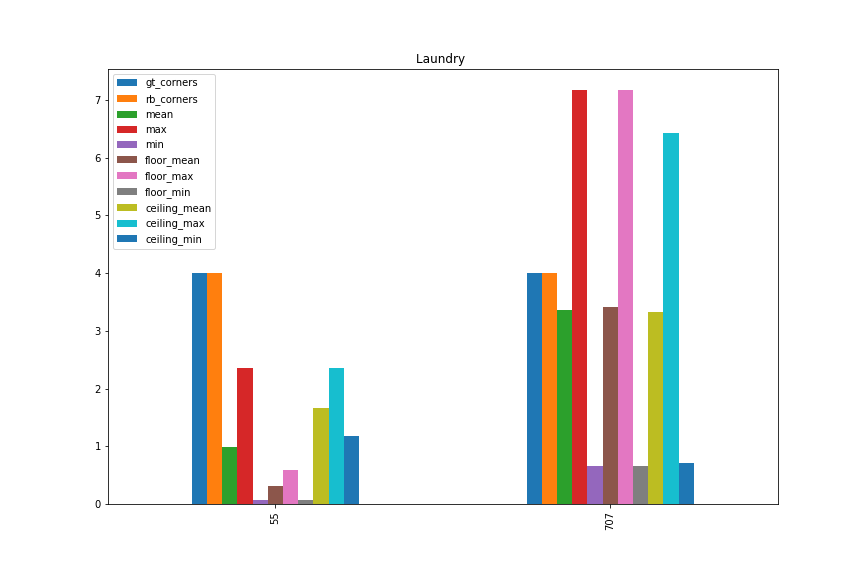 Laundry
gt_corners
rb_corners
mean
max
min
floor_mean
floor_max
floor_min
ceiling_mean
ceiling_max
ceiling_min
7
6
5
4
3
2
1
0
55
707